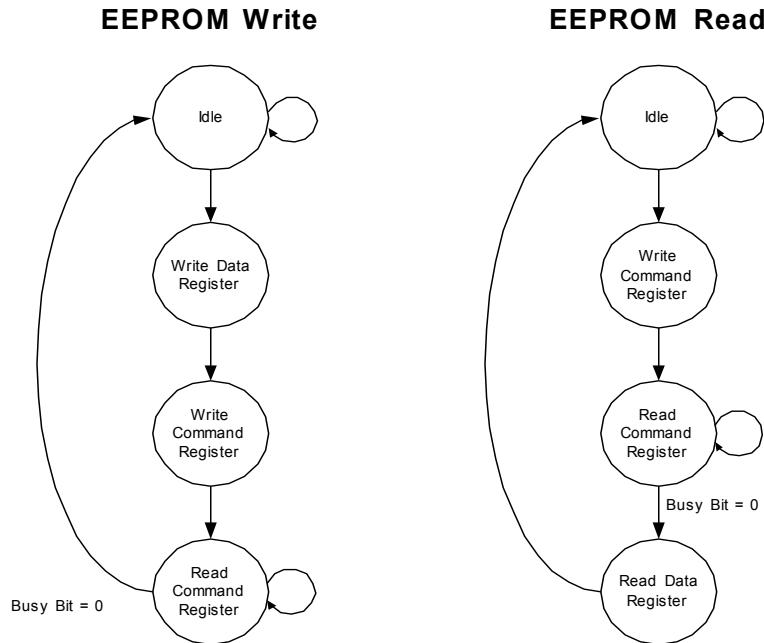 EEPROM Write
Idle
Write Data
Register
Write
Command
Register
Read
Command
Register
Busy Bit = 0
EEPROM Read
Idle
Write
Command
Register
Read
Command
Register
Busy Bit = 0
Read Data
Register